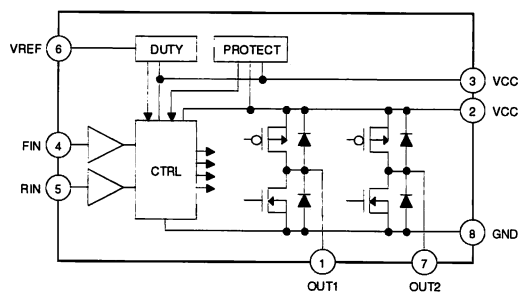 VREF 6 DUTY PROTECT
3 VCC
2 VCC
FIN 4
CTRL
RIN 5
8 GND
1 7
OUT1 OUT2